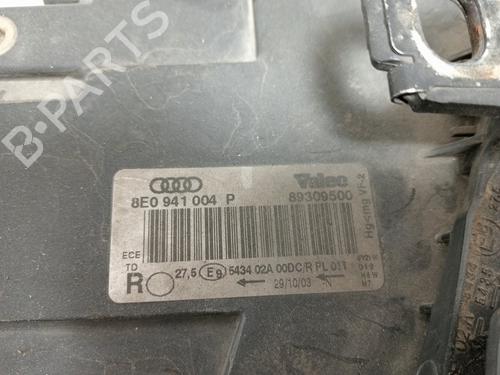 B-PARTS
8E0 941 004 P
Valeo
89309500
ECE
TD
R
27,5 E9 5434 02A 00DC/R PL 011
29/10/03
-N
H7